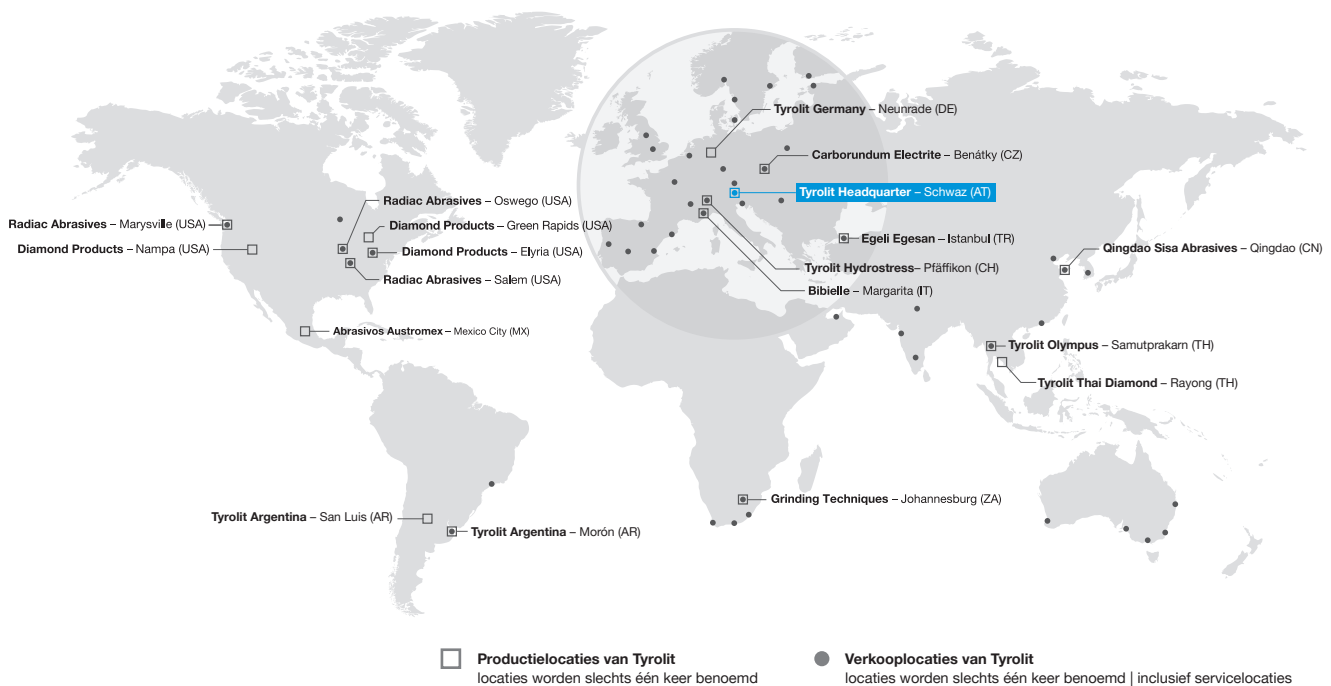 Tyrolit Germany – Neunrade (DE)
Carborundum Electrite – Benátky (CZ)
Tyrolit Headquarter – Schwaz (AT)
Radiac Abrasives – Oswego (USA)
Radiac Abrasives – Marysville (USA)
Diamond Products – Green Rapids (USA)
Diamond Products – Nampa (USA)
Diamond Products – Elyria (USA)
Egeli Egesan – Istanbul (TR)
Qingdao Sisa Abrasives – Qingdao (CN)
Radiac Abrasives – Salem (USA)
Tyrolit Hydrostress– Pfäffikon (CH)
Bibielle – Margarita (IT)
Abrasivos Austromex – Mexico City (MX)
Tyrolit Olympus – Samutprakarn (TH)
Tyrolit Thai Diamond – Rayong (TH)
Grinding Techniques – Johannesburg (ZA)
Tyrolit Argentina – San Luis (AR)
Tyrolit Argentina – Morón (AR)
Productielocaties van Tyrolit
locaties worden slechts één keer benoemd
Verkooplocaties van Tyrolit
locaties worden slechts één keer benoemd | inclusief servicelocaties